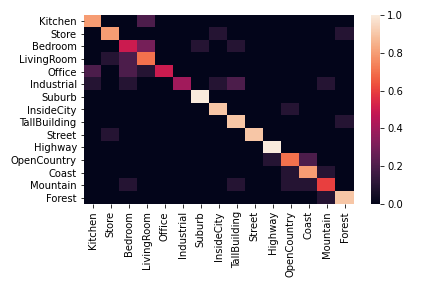 Kitchen
Store
Bedroom
LivingRoom
Office
Industrial
Suburb
InsideCity
TallBuilding
Street
Highway
OpenCountry
Coast
Mountain
Forest
Kitchen
Store
Bedroom
LivingRoom
Office
Industrial
Suburb
InsideCity
TallBuilding
Street
Highway
OpenCountry
Coast
Mountain
Forest
1.0
0.8
0.6
0.4
0.2
0.0